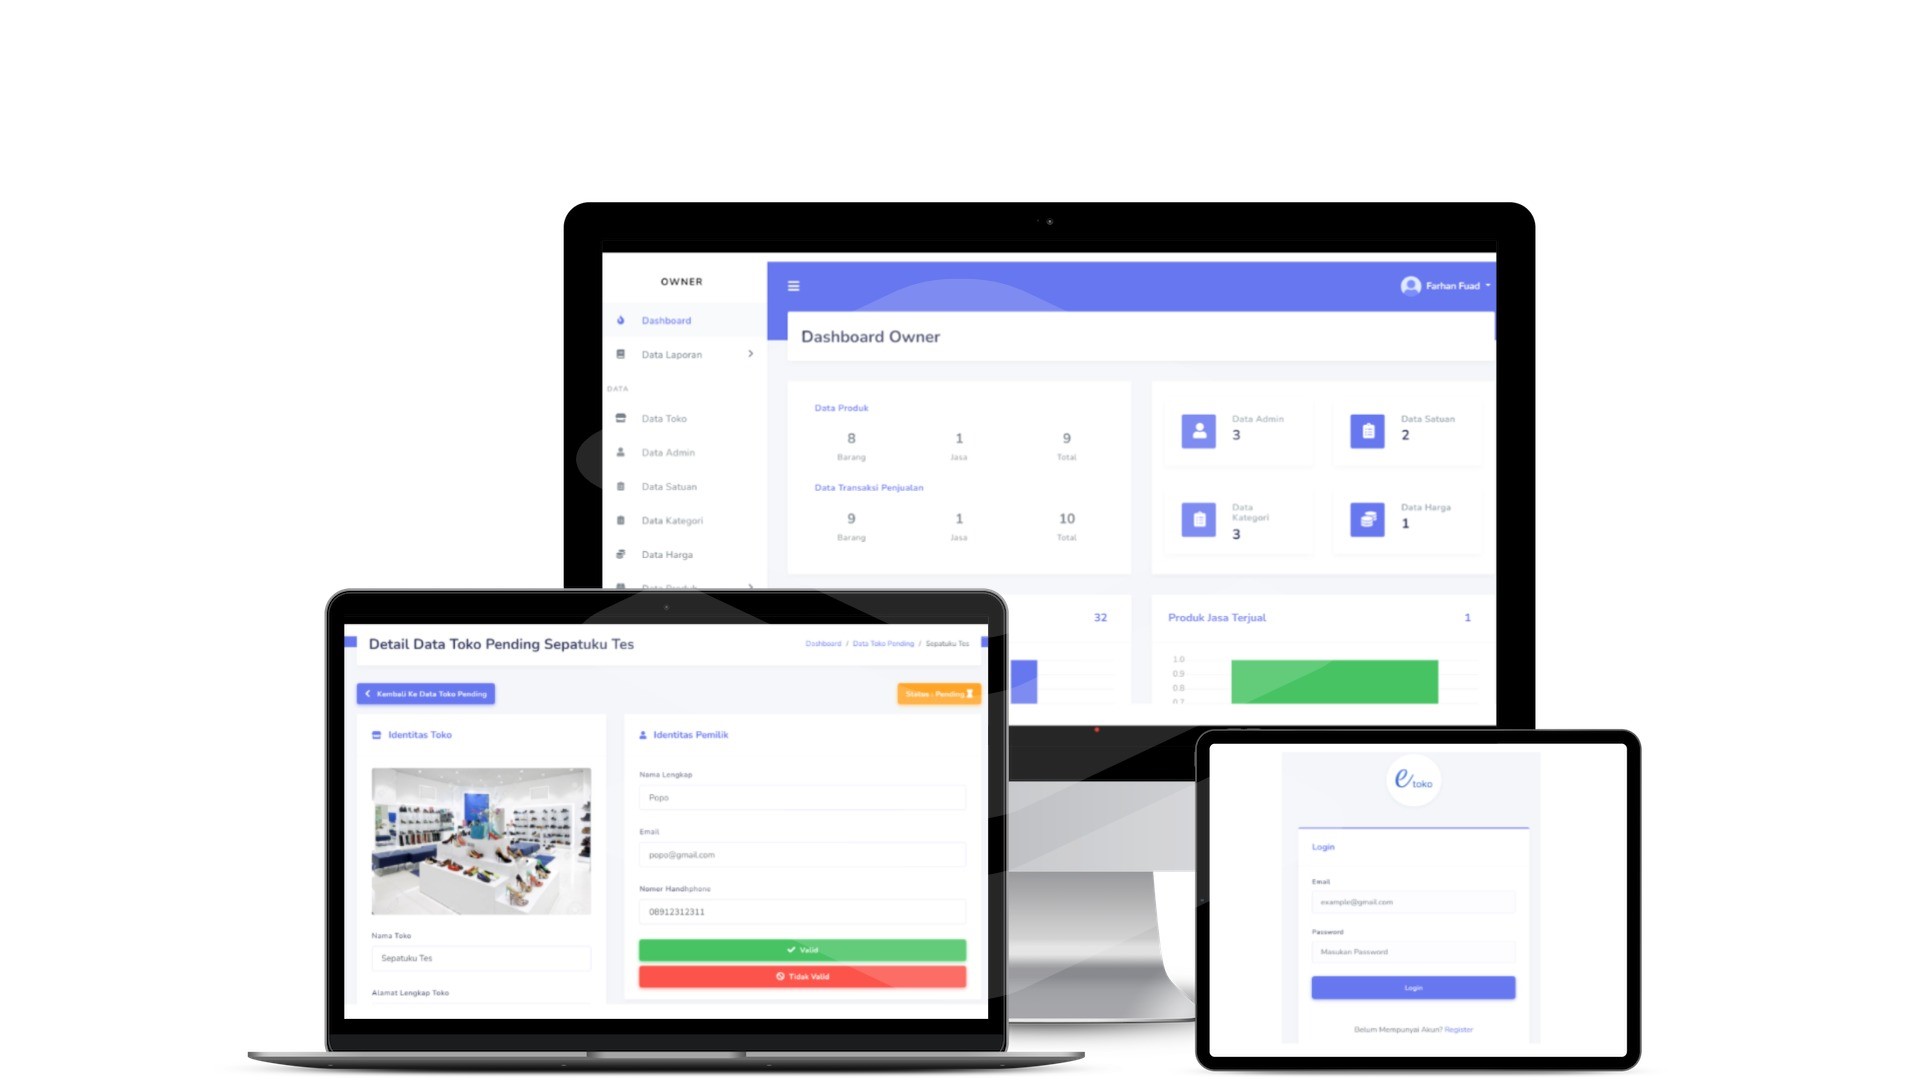 OWNER
Dashboard
Data Laporan
DATA
Data Toko
Data Admin
Data Satuan
Data Kategori
Data Harga
Data Produk
Farhan Fuad
Dashboard Owner
Data Produk
8 1 9
Barang Jasa Total
Data Transaksi Penjualan
9 1 10
Barang Jasa Total
Data Admin
3
Data Satuan
2
Data
Kategori
3
Data Harga
1
32
Produk Jasa Terjual 1
1.0
0.9
0.8
0.7
Detail Data Toko Pending Sepatuku Tes
Dashboard / Data Toko Pending / Sepatuku Tes
Kembali Ke Data Toko Pending
Status : Pending
Identitas Toko
Nama Toko
Sepatuku Tes
Alamat Lengkap Toko
Identitas Pemilik
Nama Lengkap
Popo
Email
popo@gmail.com
Nomor Handhphone
08912312311
Valid
Tidak Valid
e toko
Login
Email
example@gmail.com
Password
Masukan Password
Login
Belum Mempunyai Akun? Register